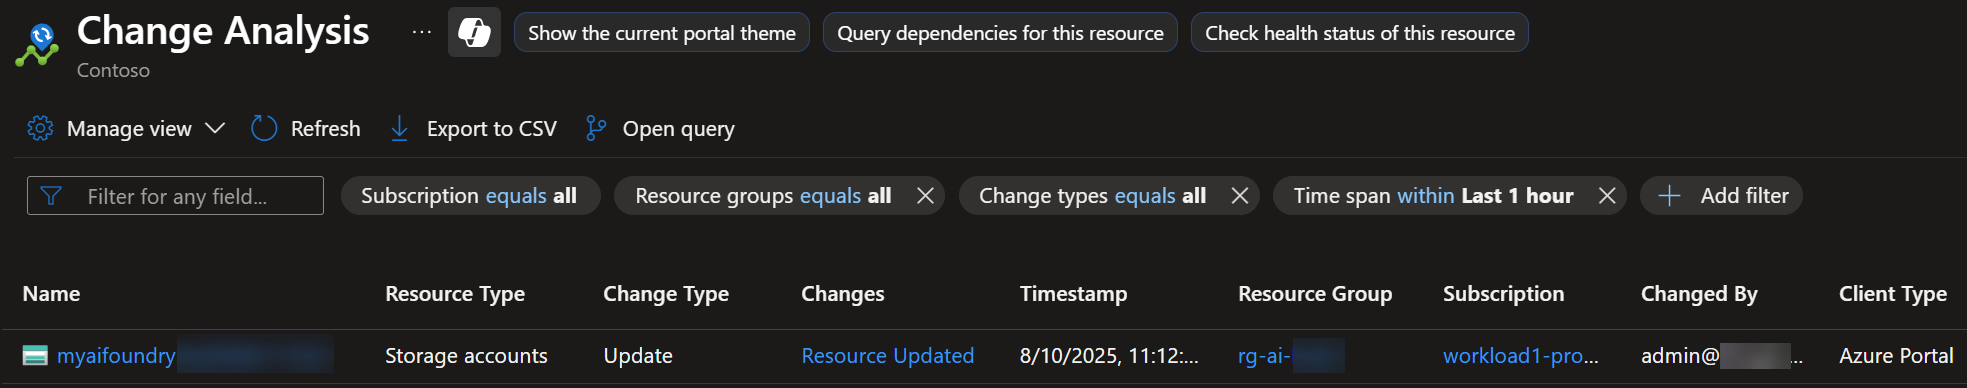 Change Analysis ... Show the current portal theme Query dependencies for this resource Check health status of this resource
Contoso
Manage view Refresh Export to CSV Open query
Filter for any field... Subscription equals all Resource groups equals all Change types equals all Time span within Last 1 hour Add filter
Name Resource Type Change Type Changes Timestamp Resource Group Subscription Changed By Client Type
myaifoundry Storage accounts Update Resource Updated 8/10/2025, 11:12:... rg-ai- workload1-pro... admin@ ... Azure Portal